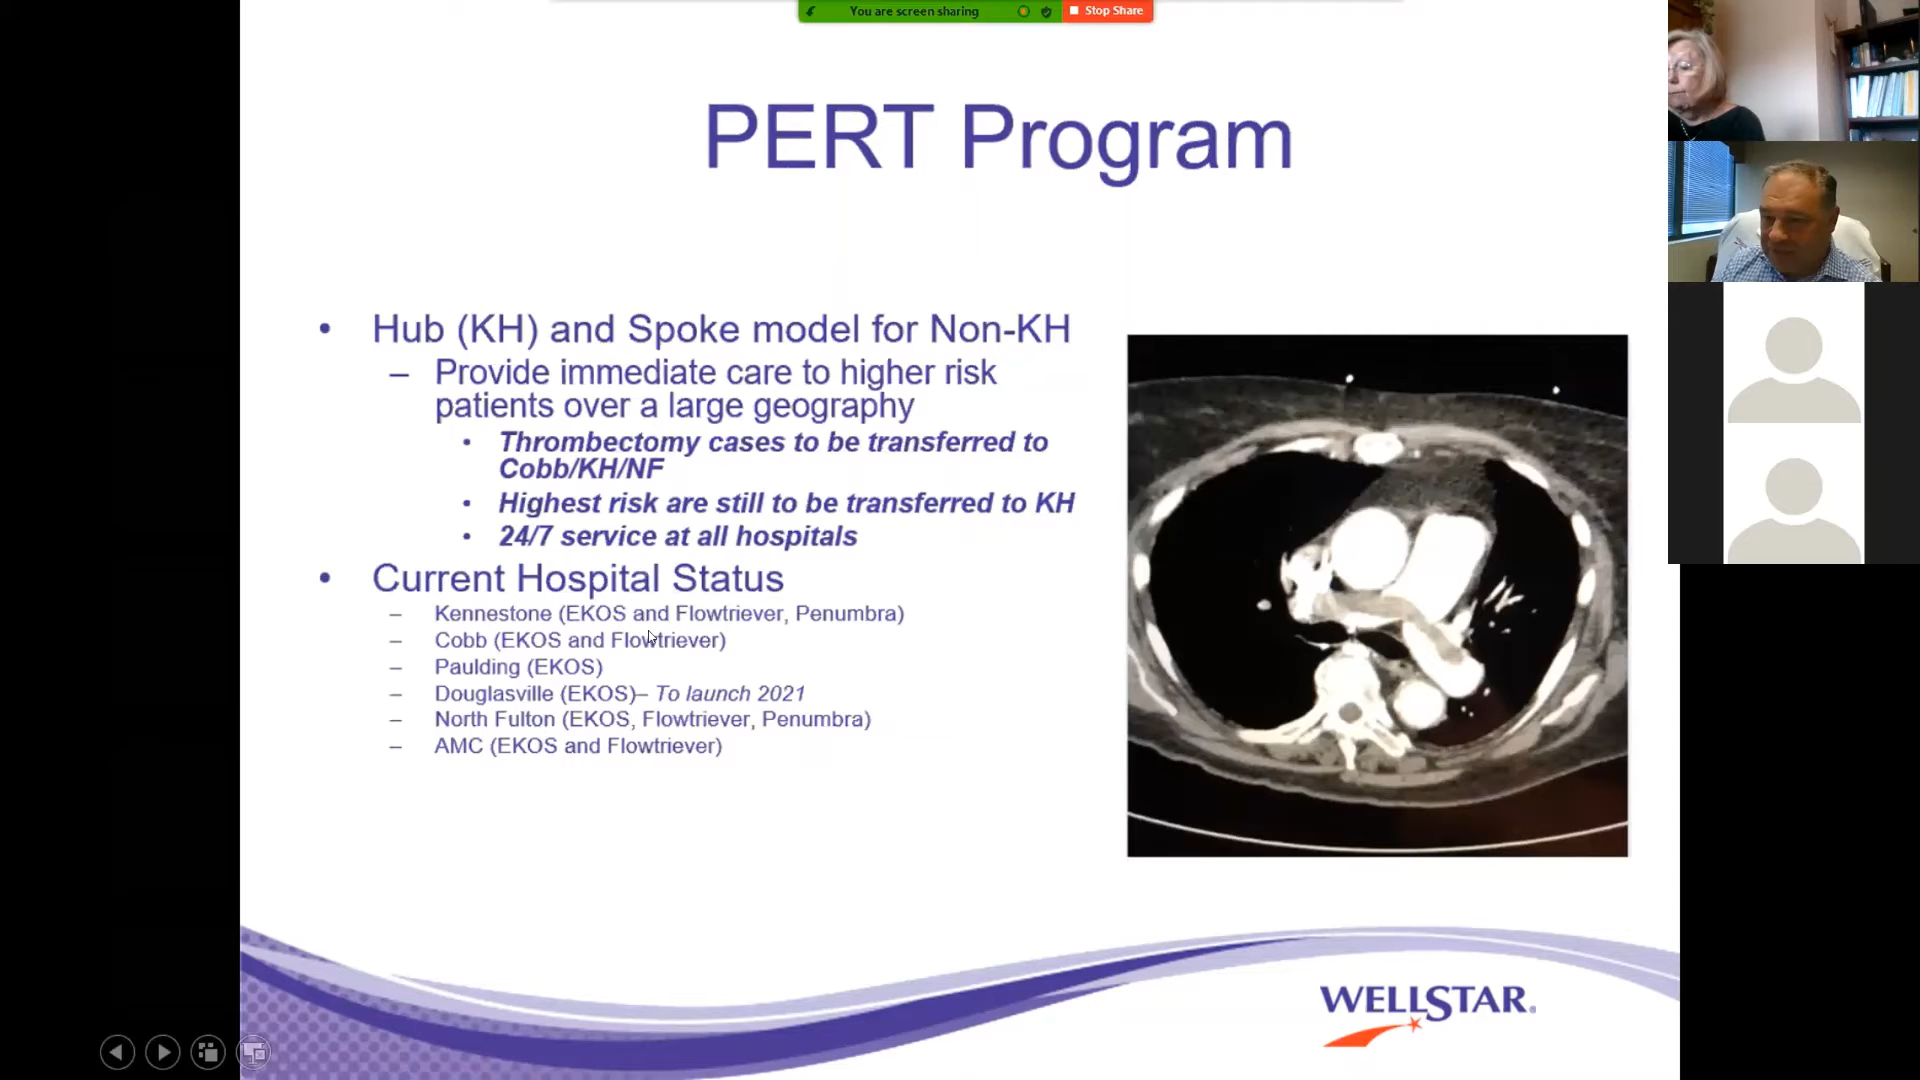 You are screen sharing
Stop Share
PERT Program
• Hub (KH) and Spoke model for Non-KH
– Provide immediate care to higher risk
patients over a large geography
• Thrombectomy cases to be transferred to
Cobb/KH/NF
• Highest risk are still to be transferred to KH
• 24/7 service at all hospitals
• Current Hospital Status
– Kennestone (EKOS and Flowtriever, Penumbra)
– Cobb (EKOS and Flowtriever)
– Paulding (EKOS)
– Douglasville (EKOS)– To launch 2021
– North Fulton (EKOS, Flowtriever, Penumbra)
– AMC (EKOS and Flowtriever)
WELLSTAR.